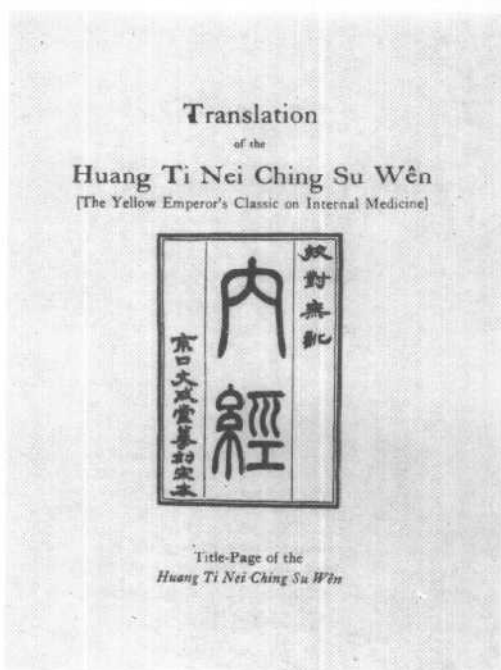 Translation
of the
Huang Ti Nei Ching Su Wên
[The Yellow Emperor's Classic on Internal Medicine]
校對無訛
內經
京口文成堂摹刻宋本
Title-Page of the
Huang Ti Nei Ching Su Wên